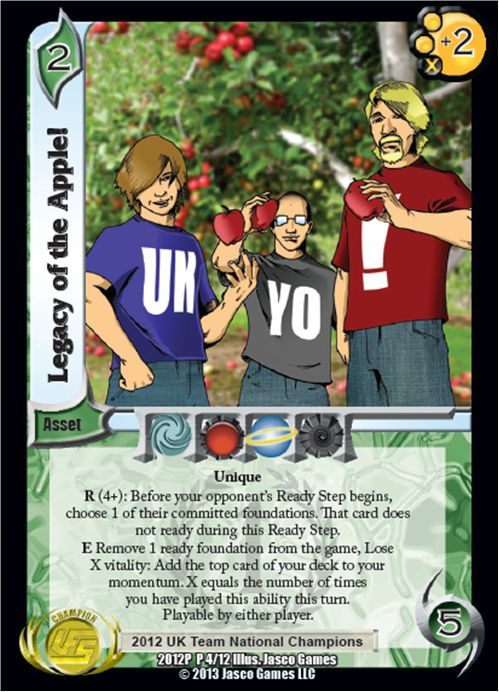 2
+2
X
Legacy of the Apple!
UK
YO
!
Asset
Unique
R (4+): Before your opponent's Ready Step begins,
choose 1 of their committed foundations. That card does
not ready during this Ready Step.
E Remove 1 ready foundation from the game, Lose
X vitality: Add the top card of your deck to your
momentum. X equals the number of times
you have played this ability this turn.
Playable by either player.
5
CHAMPION
UFS
2012 UK Team National Champions
2012P P 4/12 Illus. Jasco Games
© 2013 Jasco Games LLC